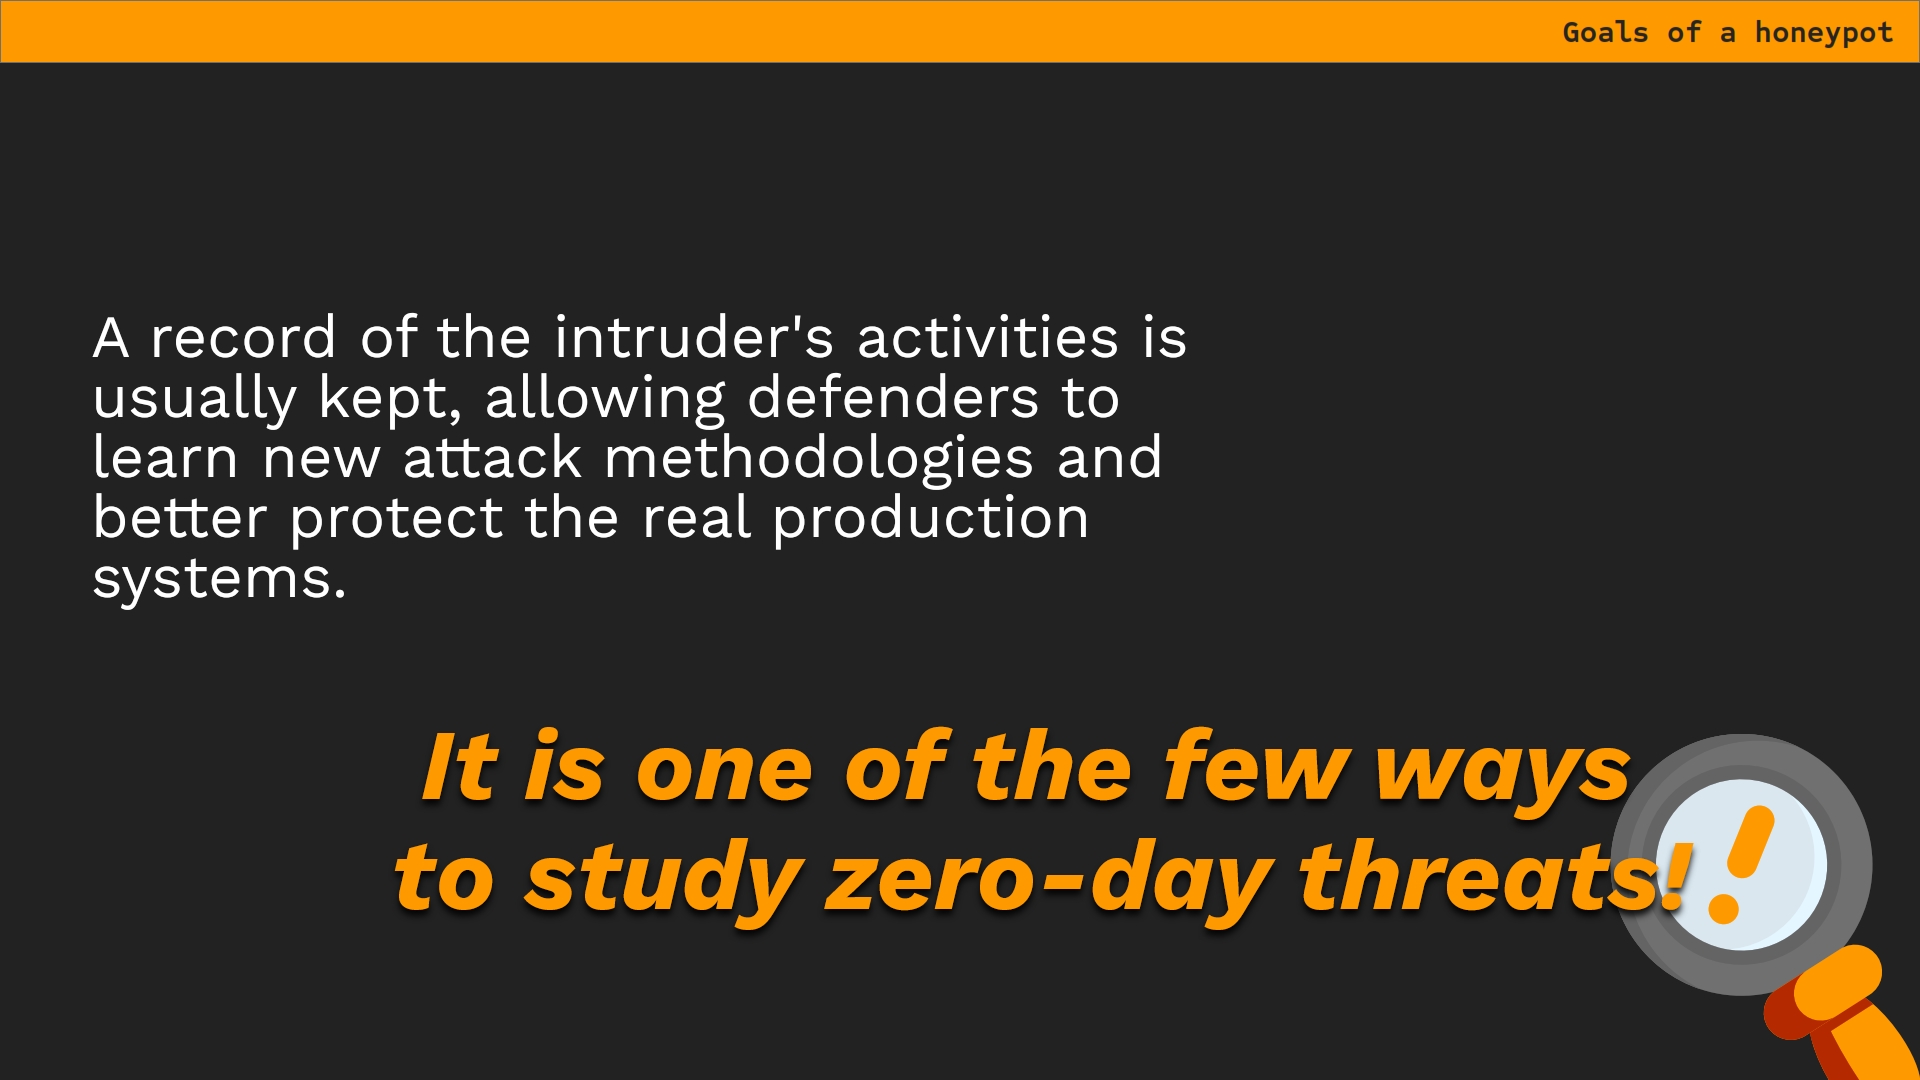 Goals of a honeypot
A record of the intruder's activities is
usually kept, allowing defenders to
learn new attack methodologies and
better protect the real production
systems.
It is one of the few ways
to study zero-day threats!